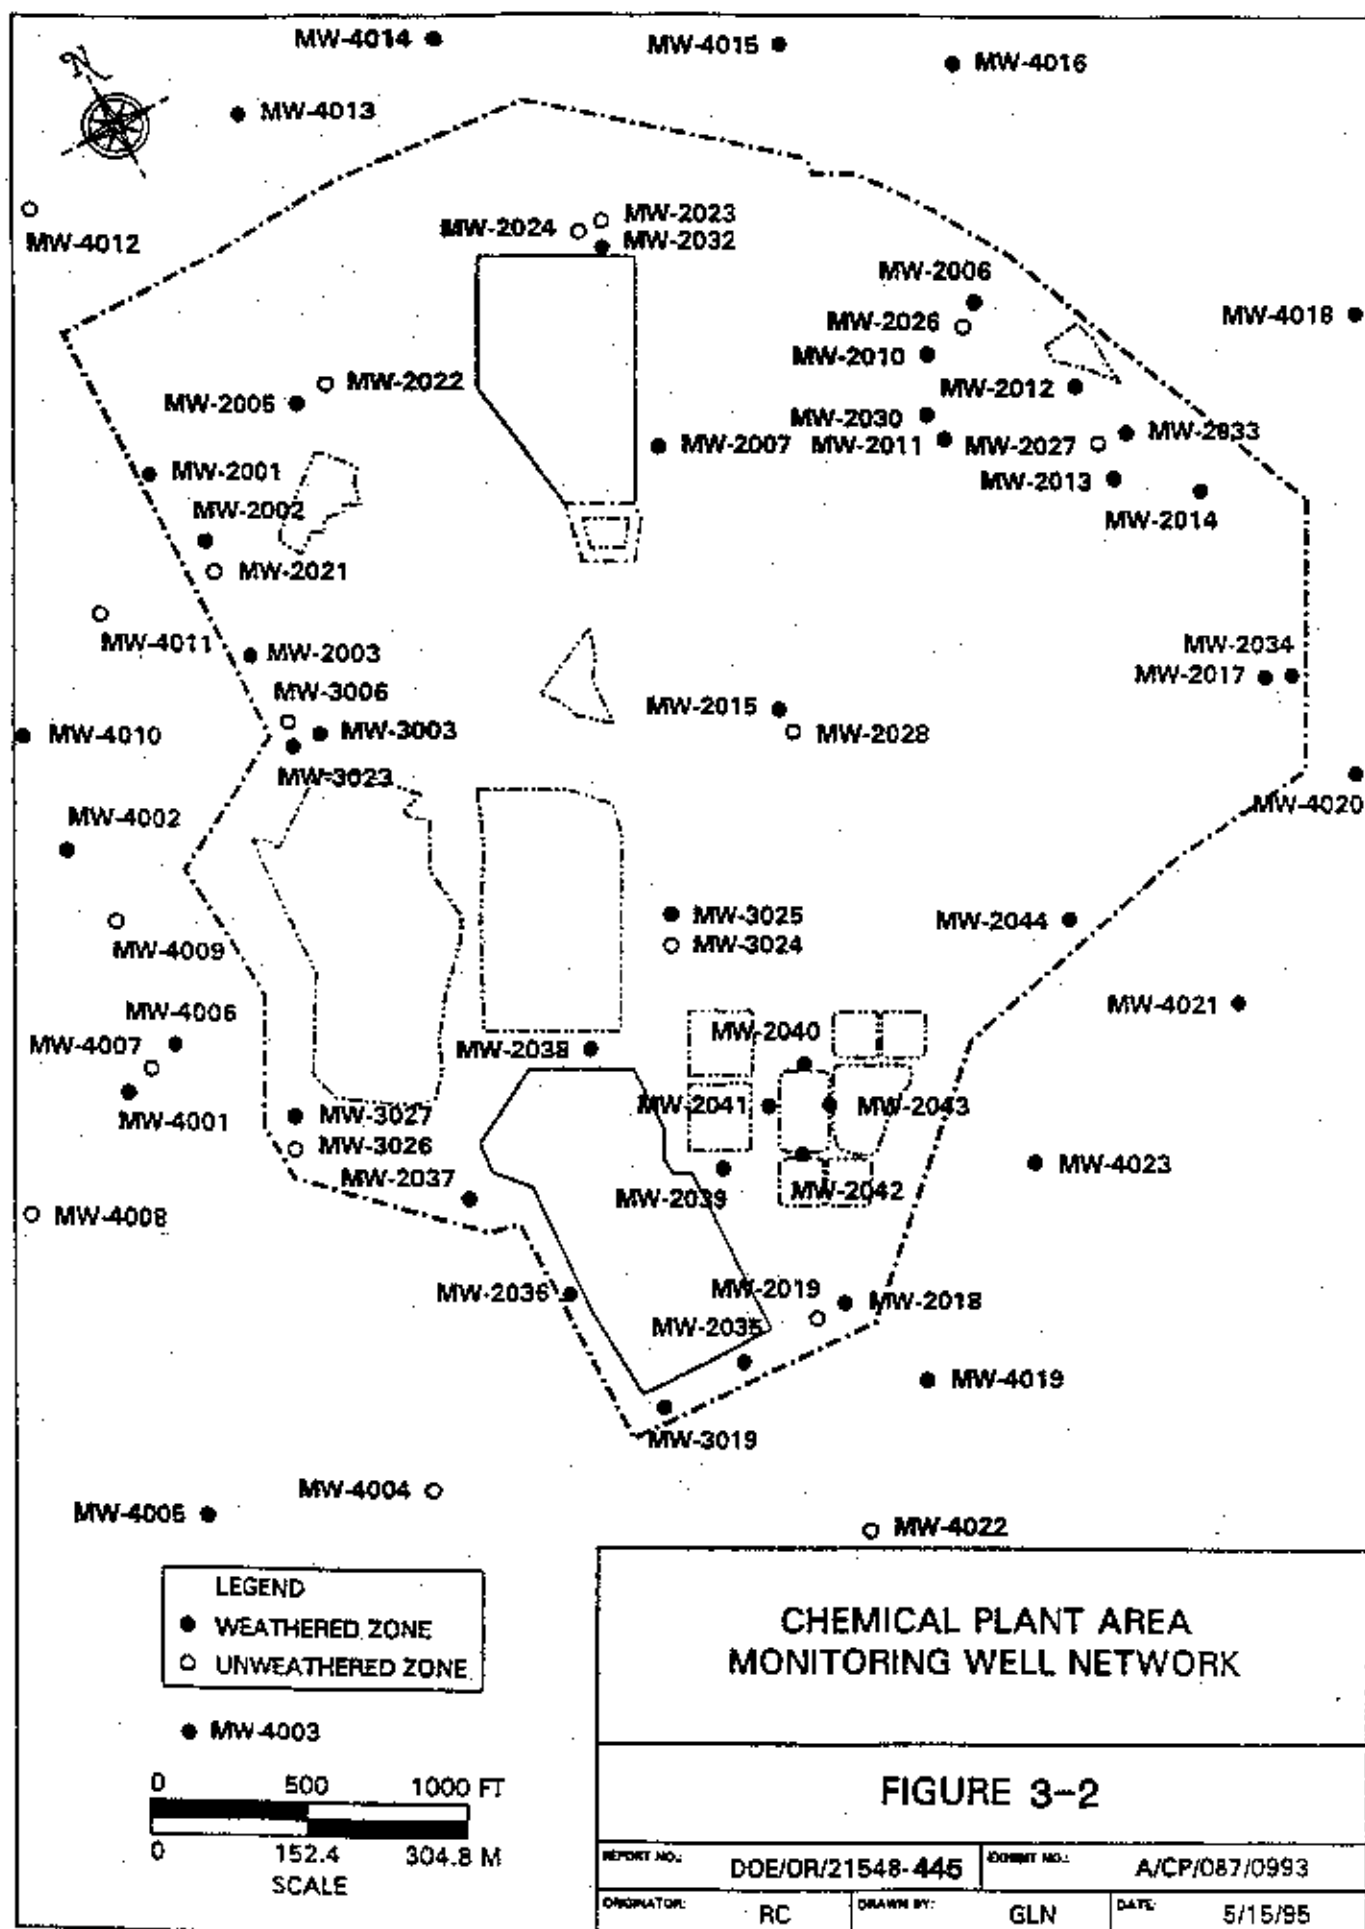 MW-4014
MW-4015
MW-4016
N
MW-4013
MW-4012
MW-2024
MW-2023
MW-2032
MW-2006
MW-2026
MW-4018
MW-2010
MW-2022
MW-2012
MW-2005
MW-2030
MW-2007
MW-2011
MW-2027
MW-2033
MW-2001
MW-2013
MW-2002
MW-2014
MW-2021
MW-4011
MW-2003
MW-2034
MW-2017
MW-3006
MW-2015
MW-4010
MW-3003
MW-2028
MW-3023
MW-4020
MW-4002
MW-3025
MW-2044
MW-4009
MW-3024
MW-4021
MW-4006
MW-2040
MW-4007
MW-2038
MW-4001
MW-3027
MW-2041
MW-2043
MW-3026
MW-4023
MW-2037
MW-2039
MW-2042
MW-4008
MW-2036
MW-2019
MW-2018
MW-2035
MW-4019
MW-3019
MW-4004
MW-4005
MW-4022
LEGEND
WEATHERED ZONE
UNWEATHERED ZONE
MW-4003
0 500 1000 FT
0 152.4 304.8 M
SCALE
CHEMICAL PLANT AREA
MONITORING WELL NETWORK
FIGURE 3-2
REPORT NO.: DOE/OR/21548-445 EXHIBIT NO.: A/CP/087/0993
ORIGINATOR: RC DRAWN BY: GLN DATE: 5/15/95